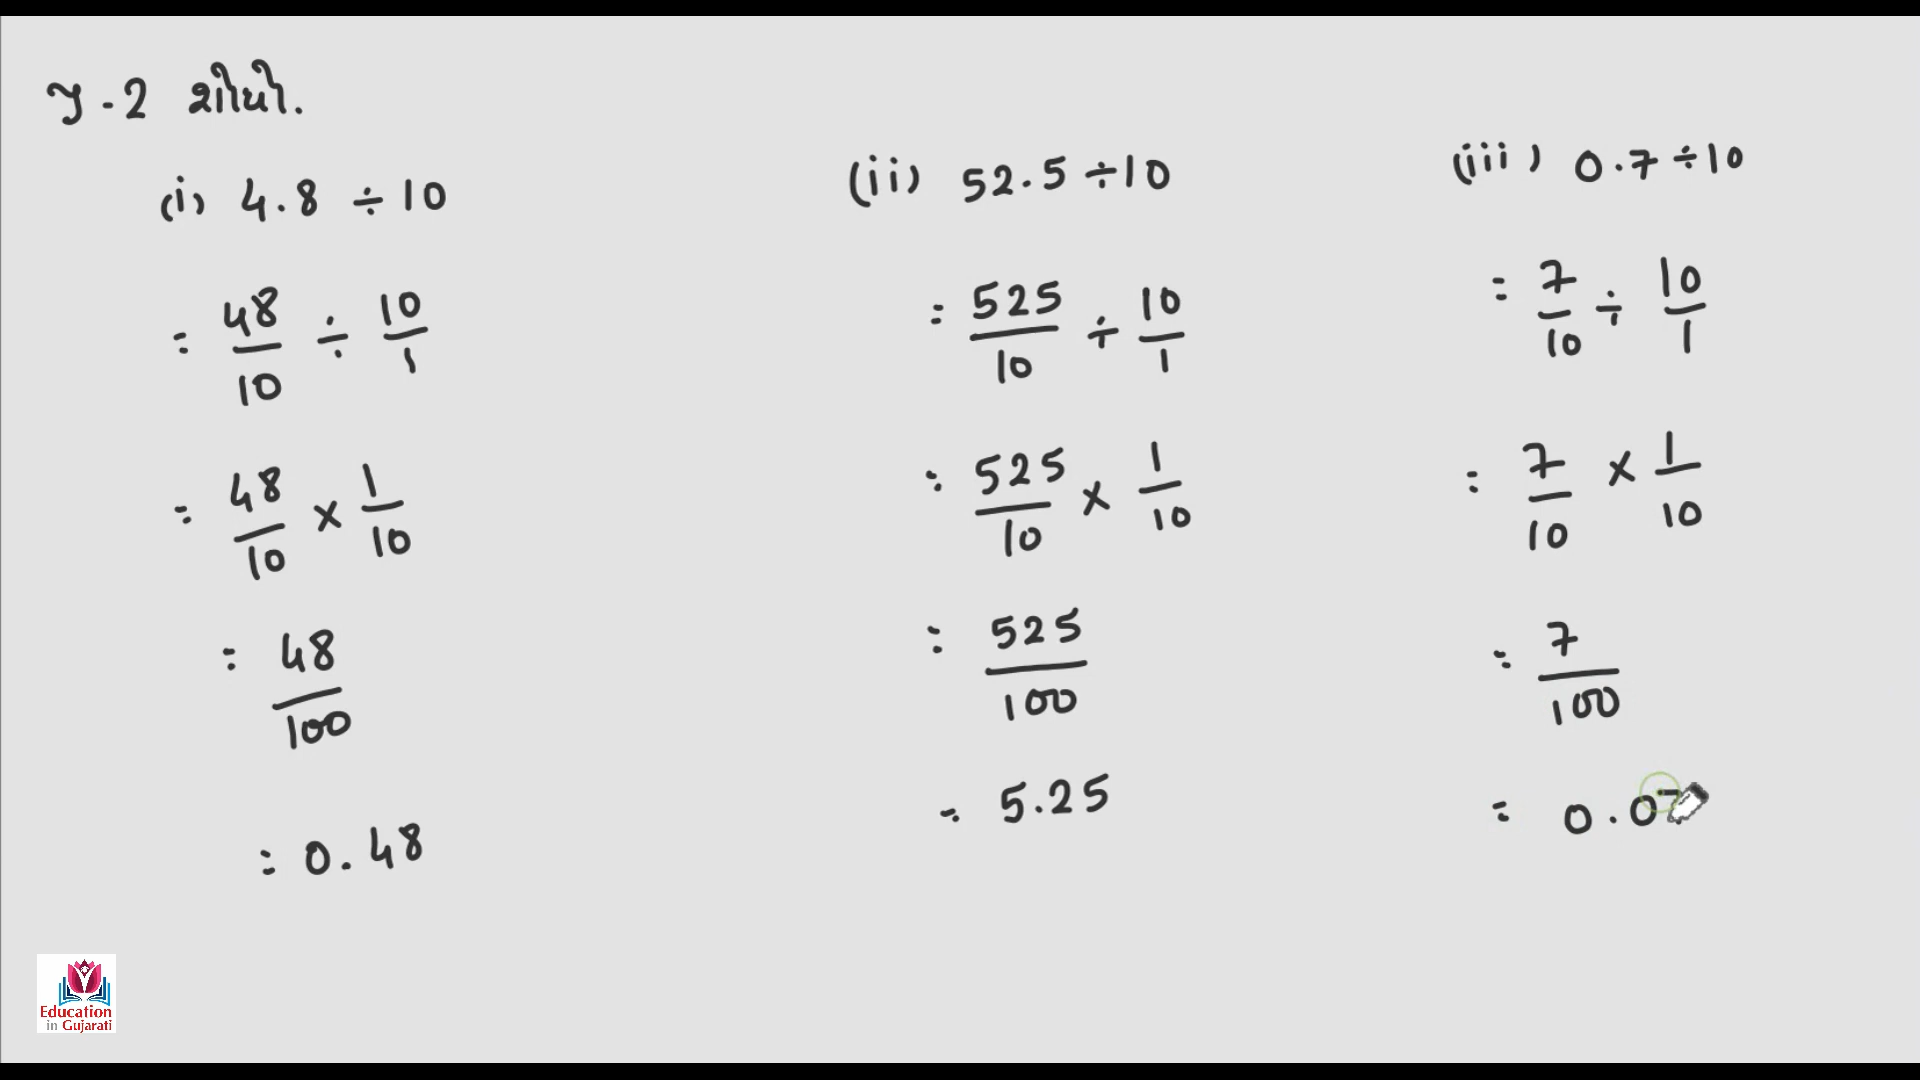 પ્ર-2 શોધો.
(i) 4.8 ÷ 10
= 48/10 ÷ 10/1
= 48/10 × 1/10
= 48/100
= 0.48
(ii) 52.5 ÷ 10
= 525/10 ÷ 10/1
= 525/10 × 1/10
= 525/100
= 5.25
(iii) 0.7 ÷ 10
= 7/10 ÷ 10/1
= 7/10 × 1/10
= 7/100
= 0.07
Education
in Gujarati